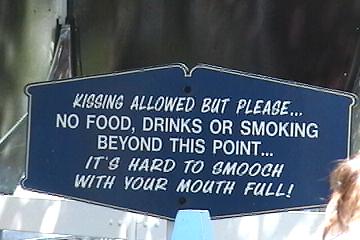 KISSING ALLOWED BUT PLEASE...
NO FOOD, DRINKS OR SMOKING
BEYOND THIS POINT...
IT'S HARD TO SMOOCH
WITH YOUR MOUTH FULL!